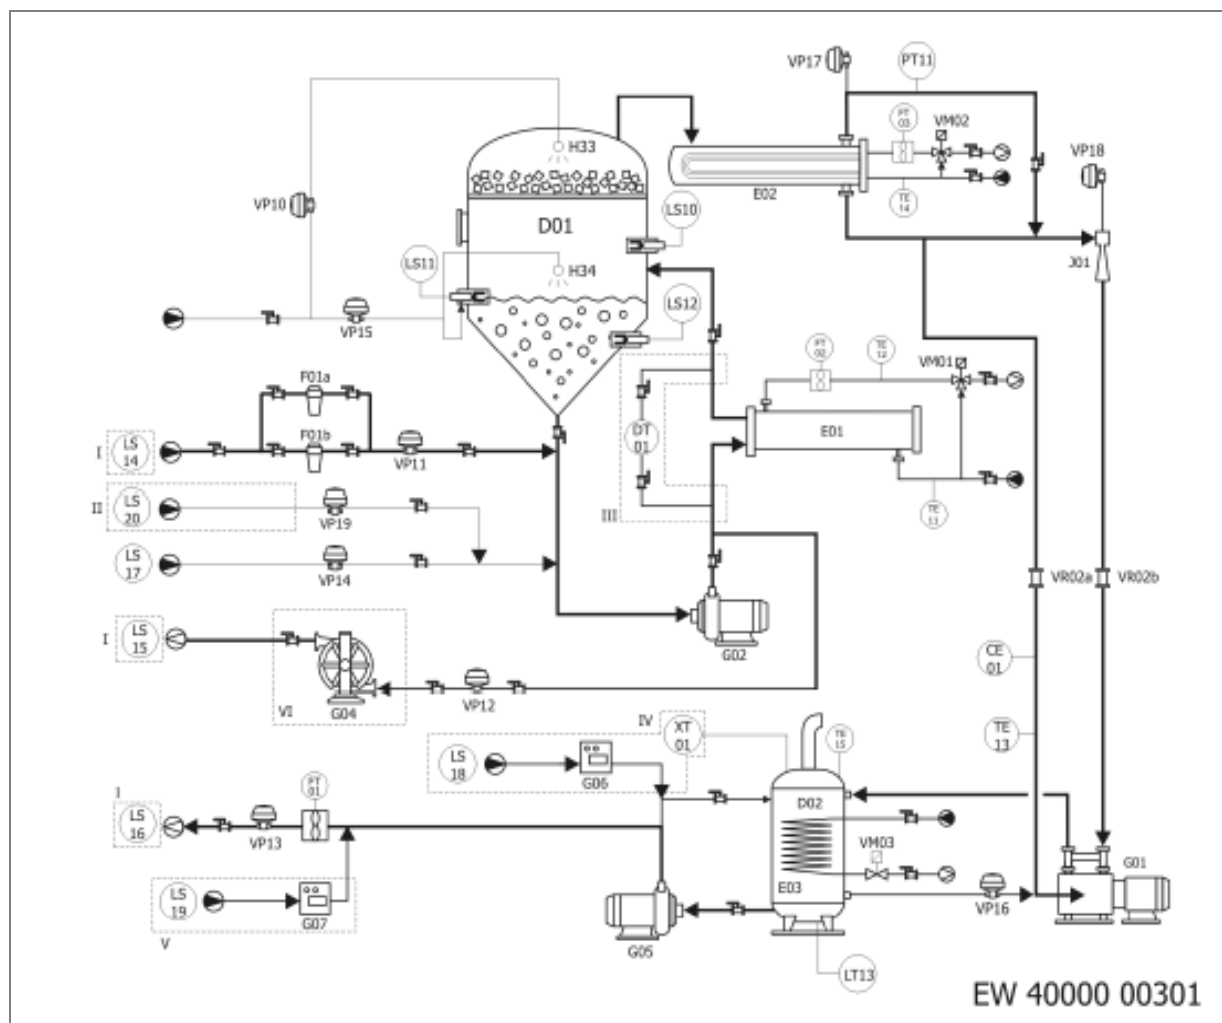 VP17
PT11
FT
03
VM02
H33
VP18
E02
TE
14
VP10
LS10
D01
J01
LS11
H34
LS12
VP15
FT
02
TE
12
VM01
F01a
F01b
I
LS
14
VP11
DT
01
E01
II
LS
20
VP19
III
TE
11
LS
17
VP14
VR02a
VR02b
I
LS
15
G02
CE
01
VI
G04
VP12
IV
XT
01
TE
15
TE
13
LS
18
G06
I
FT
01
D02
LS
16
VP13
VM03
G01
E03
VP16
LS
19
G07
V
G05
LT13
EW 40000 00301